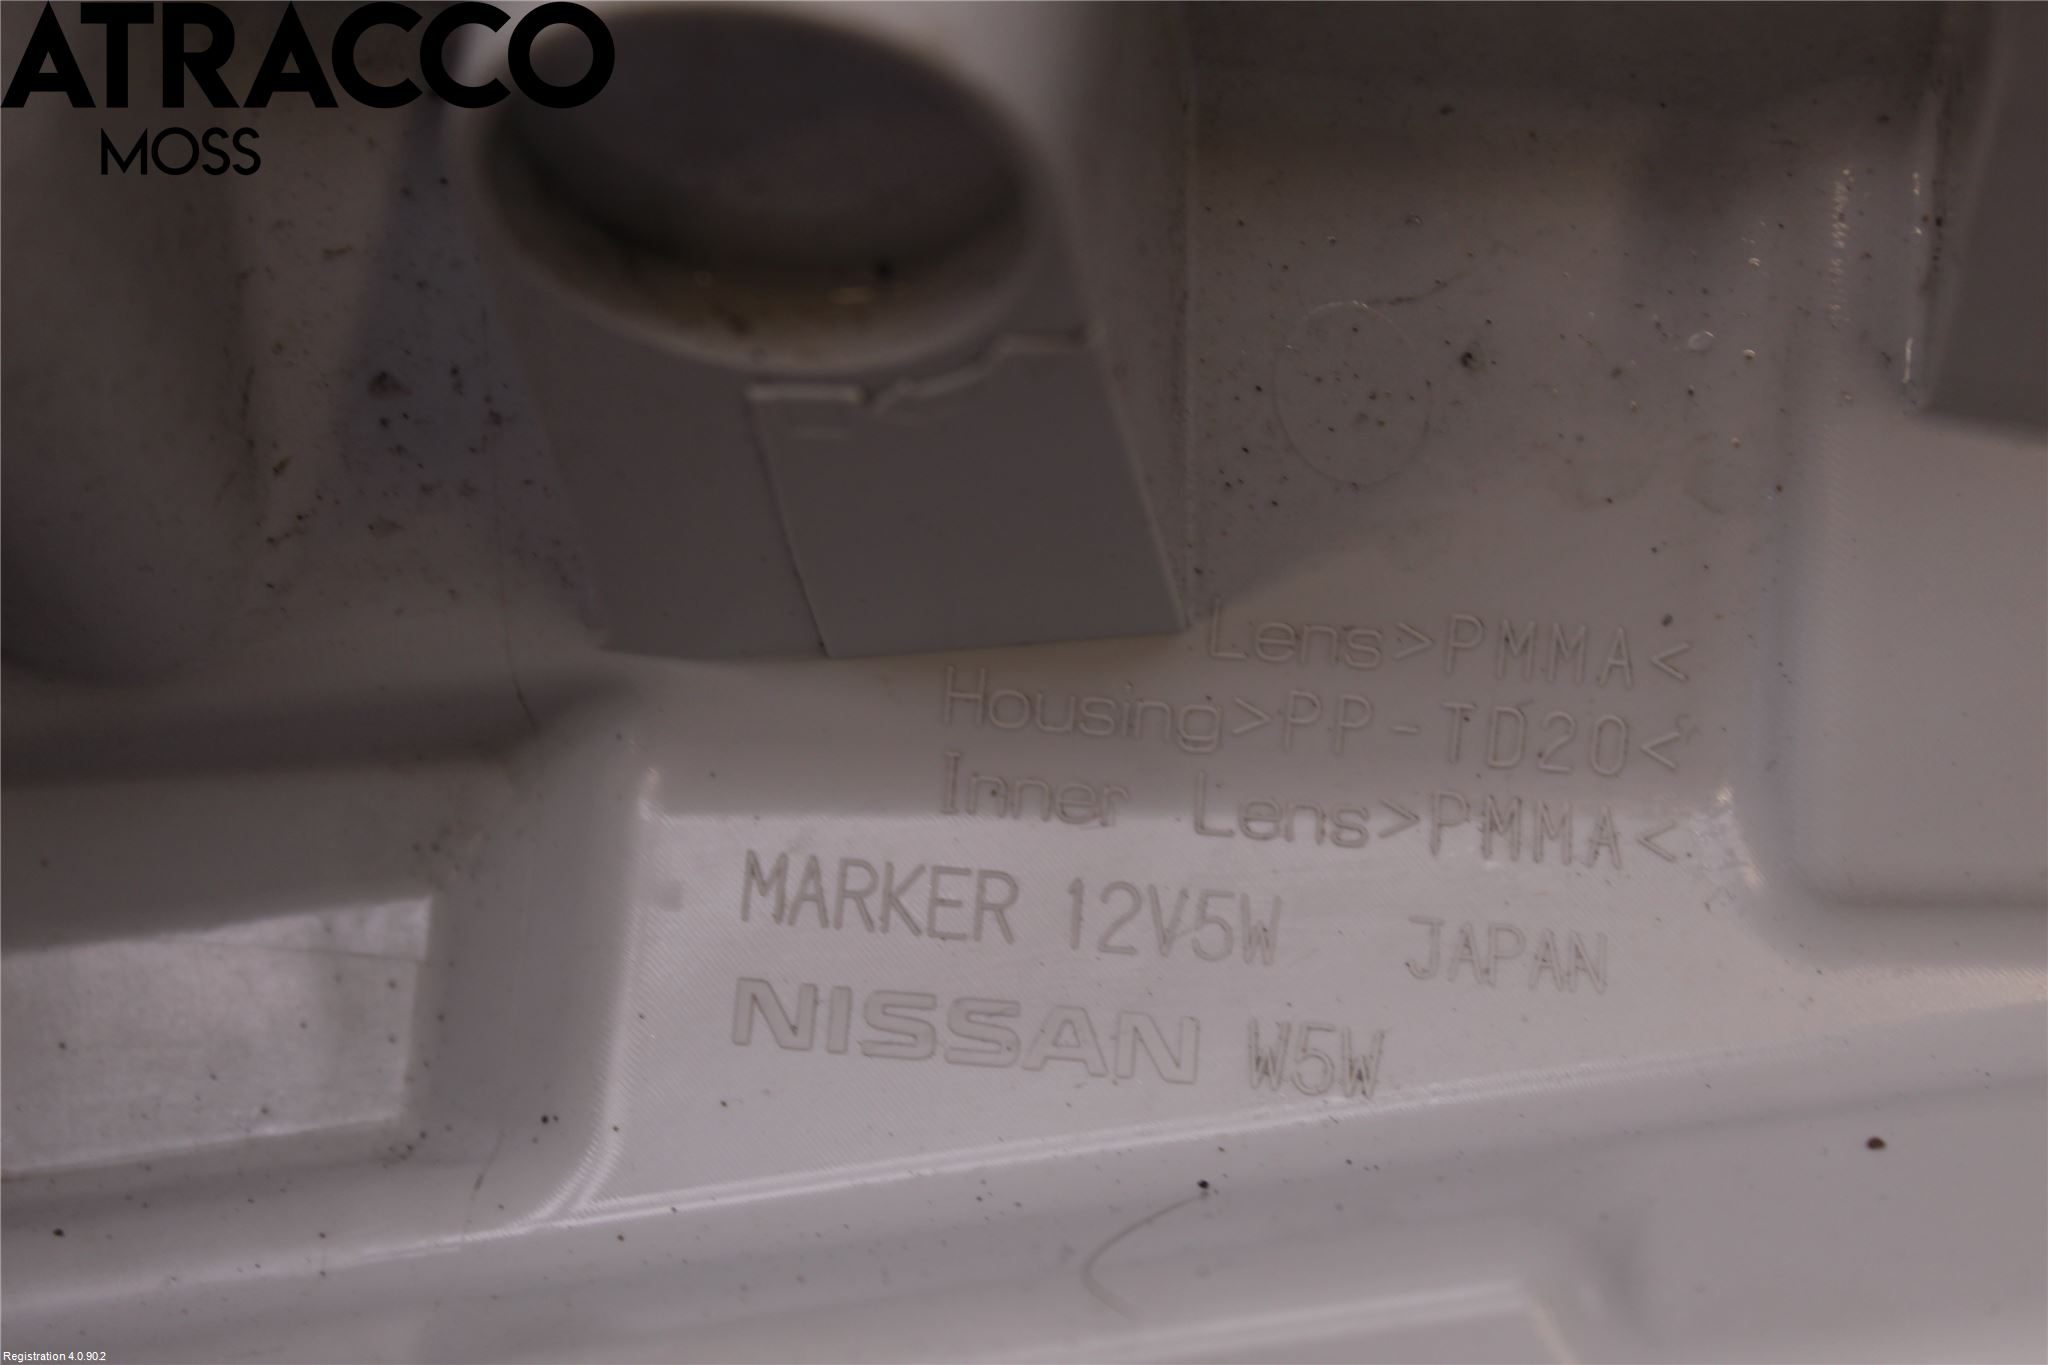 ATRACCO
MOSS
Lens>PMMA<
Housing>PP-TD20<
Inner Lens>PMMA<
MARKER 12V5W JAPAN
NISSAN W5W
Registration 4.0.90.2